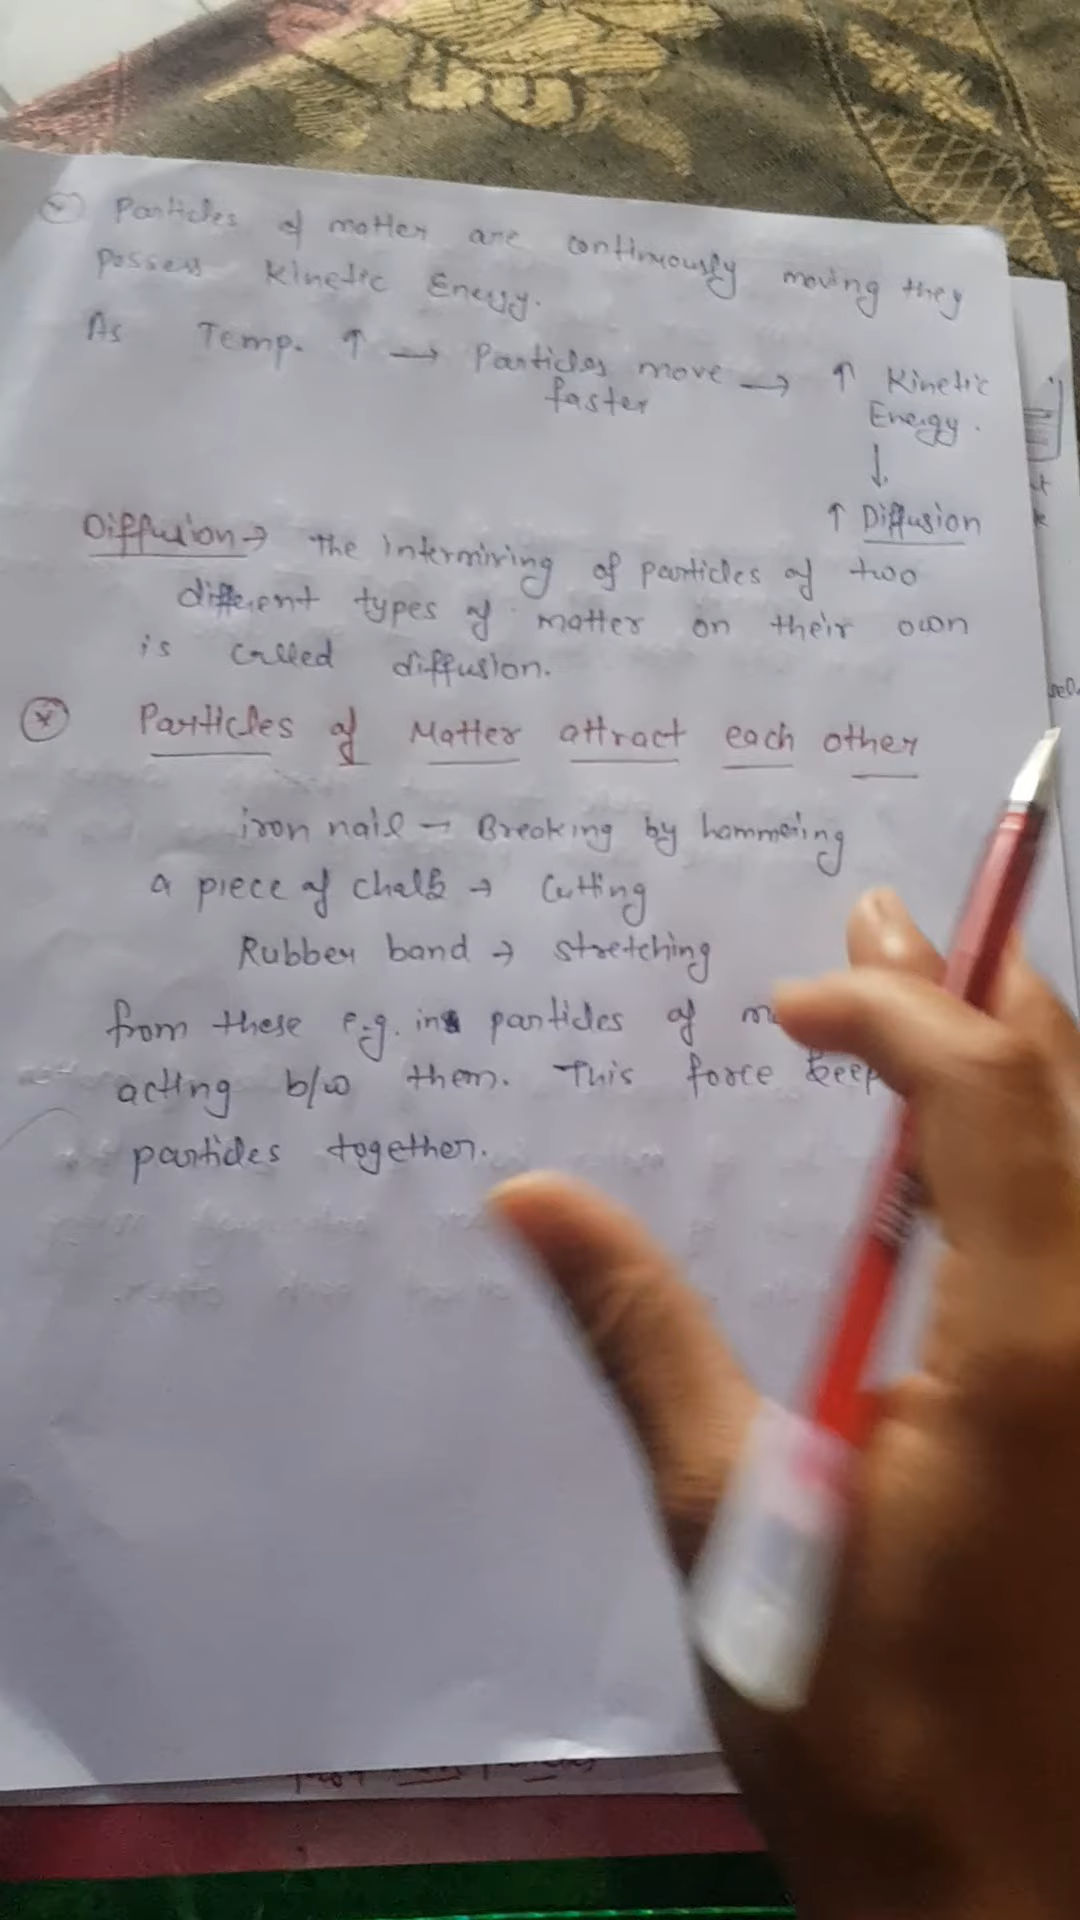 Particles of matter are continuously moving they
possess Kinetic Energy.
As Temp. ↑ → Particles move → ↑ Kinetic
faster Energy.
↓
↑ Diffusion
Diffusion → The intermixing of particles of two
different types of matter on their own
is called diffusion.
* Particles of Matter attract each other
iron nail → Breaking by hammering
a piece of chalk → Cutting
Rubber band → stretching
from these e.g. in particles of
acting b/w them. This force keep
particles together.